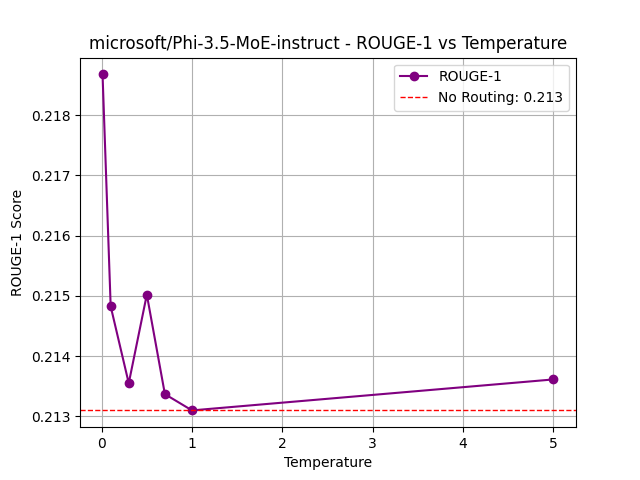 microsoft/Phi-3.5-MoE-instruct - ROUGE-1 vs Temperature
ROUGE-1
No Routing: 0.213
ROUGE-1 Score
0.218
0.217
0.216
0.215
0.214
0.213
0 1 2 3 4 5
Temperature